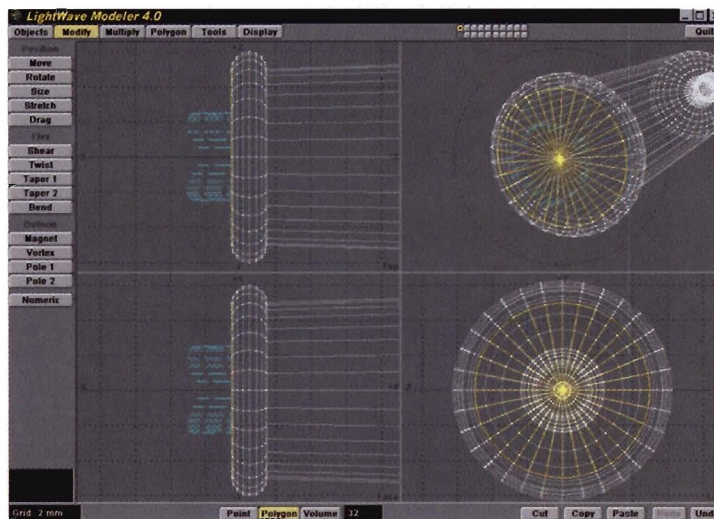 LightWave Modeler 4.0
Objects Modify Multiply Polygon Tools Display Quit
Position
Move
Rotate
Size
Stretch
Drag
Flex
Shear
Twist
Taper 1
Taper 2
Bend
Deform
Magnet
Vortex
Pole 1
Pole 2
Numeric
Grid 2 mm Point Polygon Volume 32 Cut Copy Paste Undo